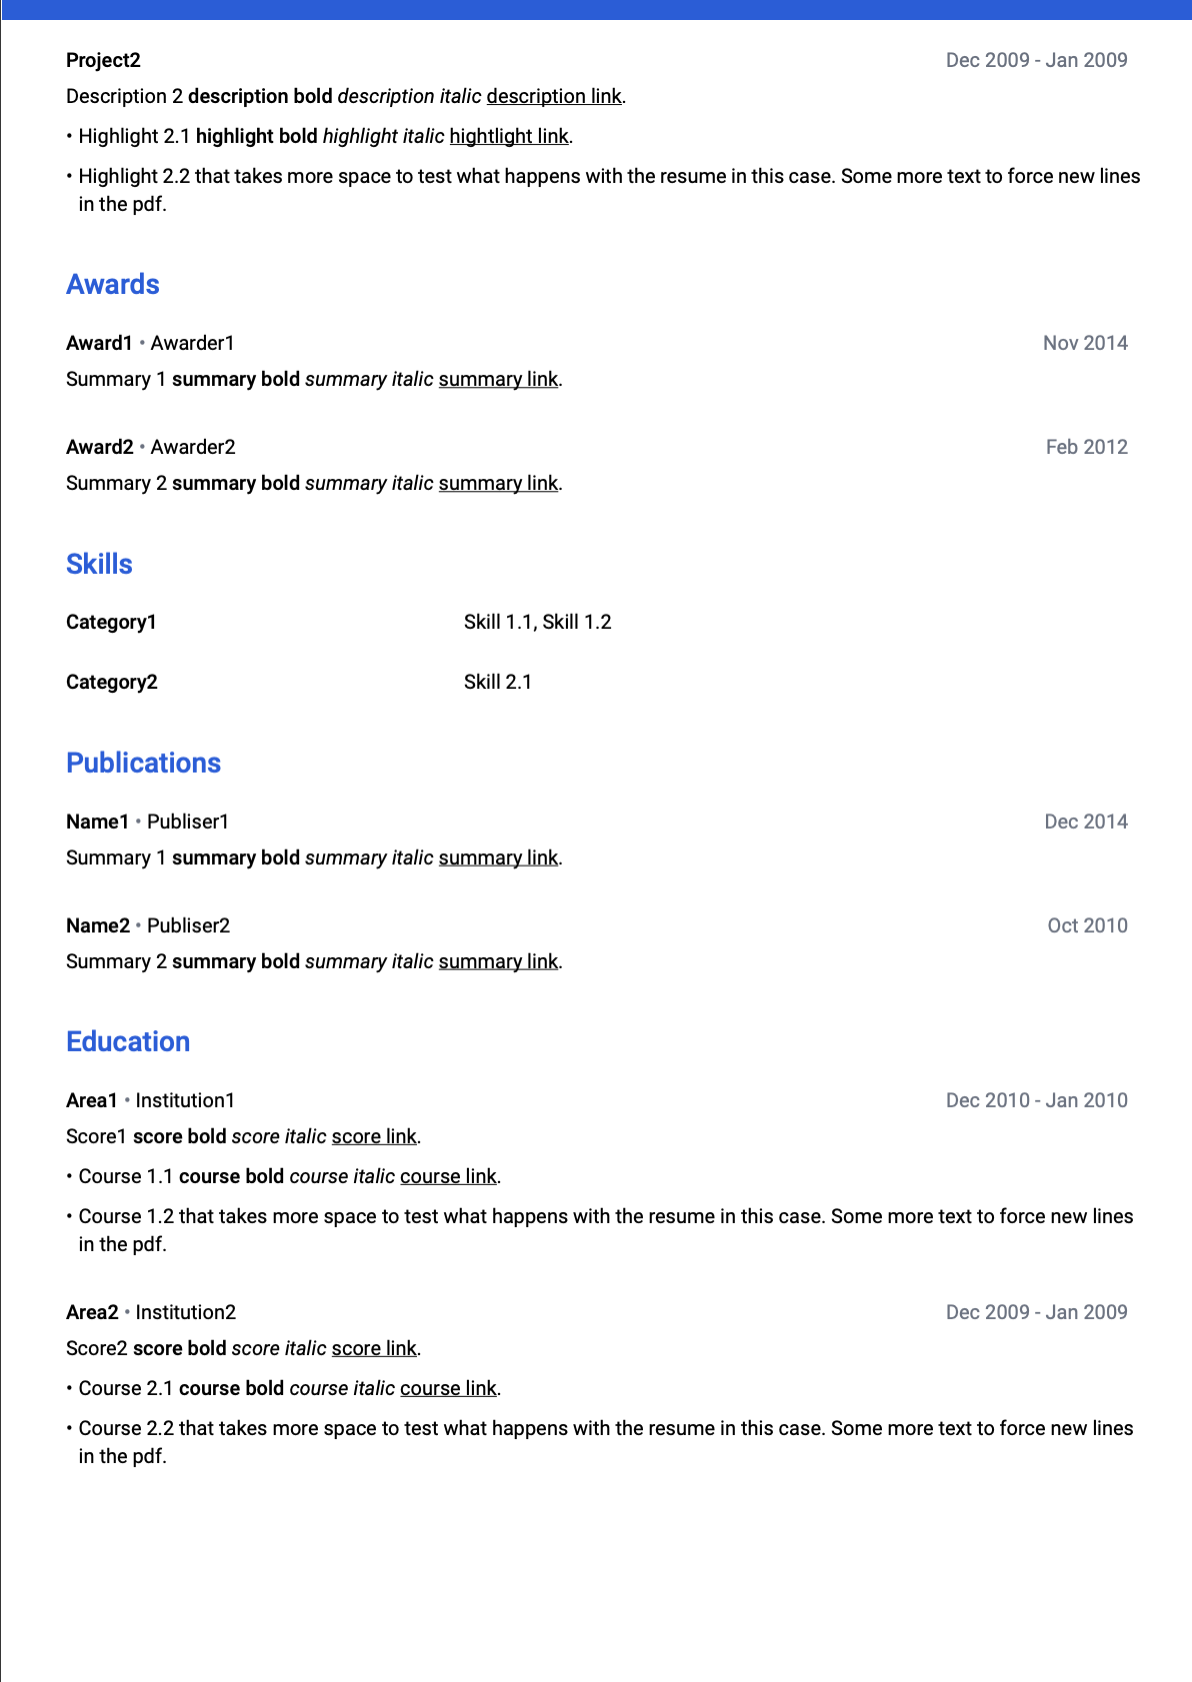 Project2 Dec 2009 - Jan 2009
Description 2 description bold description italic description link.
• Highlight 2.1 highlight bold highlight italic hightlight link.
• Highlight 2.2 that takes more space to test what happens with the resume in this case. Some more text to force new lines
in the pdf.
Awards
Award1 • Awarder1 Nov 2014
Summary 1 summary bold summary italic summary link.
Award2 • Awarder2 Feb 2012
Summary 2 summary bold summary italic summary link.
Skills
Category1 Skill 1.1, Skill 1.2
Category2 Skill 2.1
Publications
Name1 • Publiser1 Dec 2014
Summary 1 summary bold summary italic summary link.
Name2 • Publiser2 Oct 2010
Summary 2 summary bold summary italic summary link.
Education
Area1 • Institution1 Dec 2010 - Jan 2010
Score1 score bold score italic score link.
• Course 1.1 course bold course italic course link.
• Course 1.2 that takes more space to test what happens with the resume in this case. Some more text to force new lines
in the pdf.
Area2 • Institution2 Dec 2009 - Jan 2009
Score2 score bold score italic score link.
• Course 2.1 course bold course italic course link.
• Course 2.2 that takes more space to test what happens with the resume in this case. Some more text to force new lines
in the pdf.